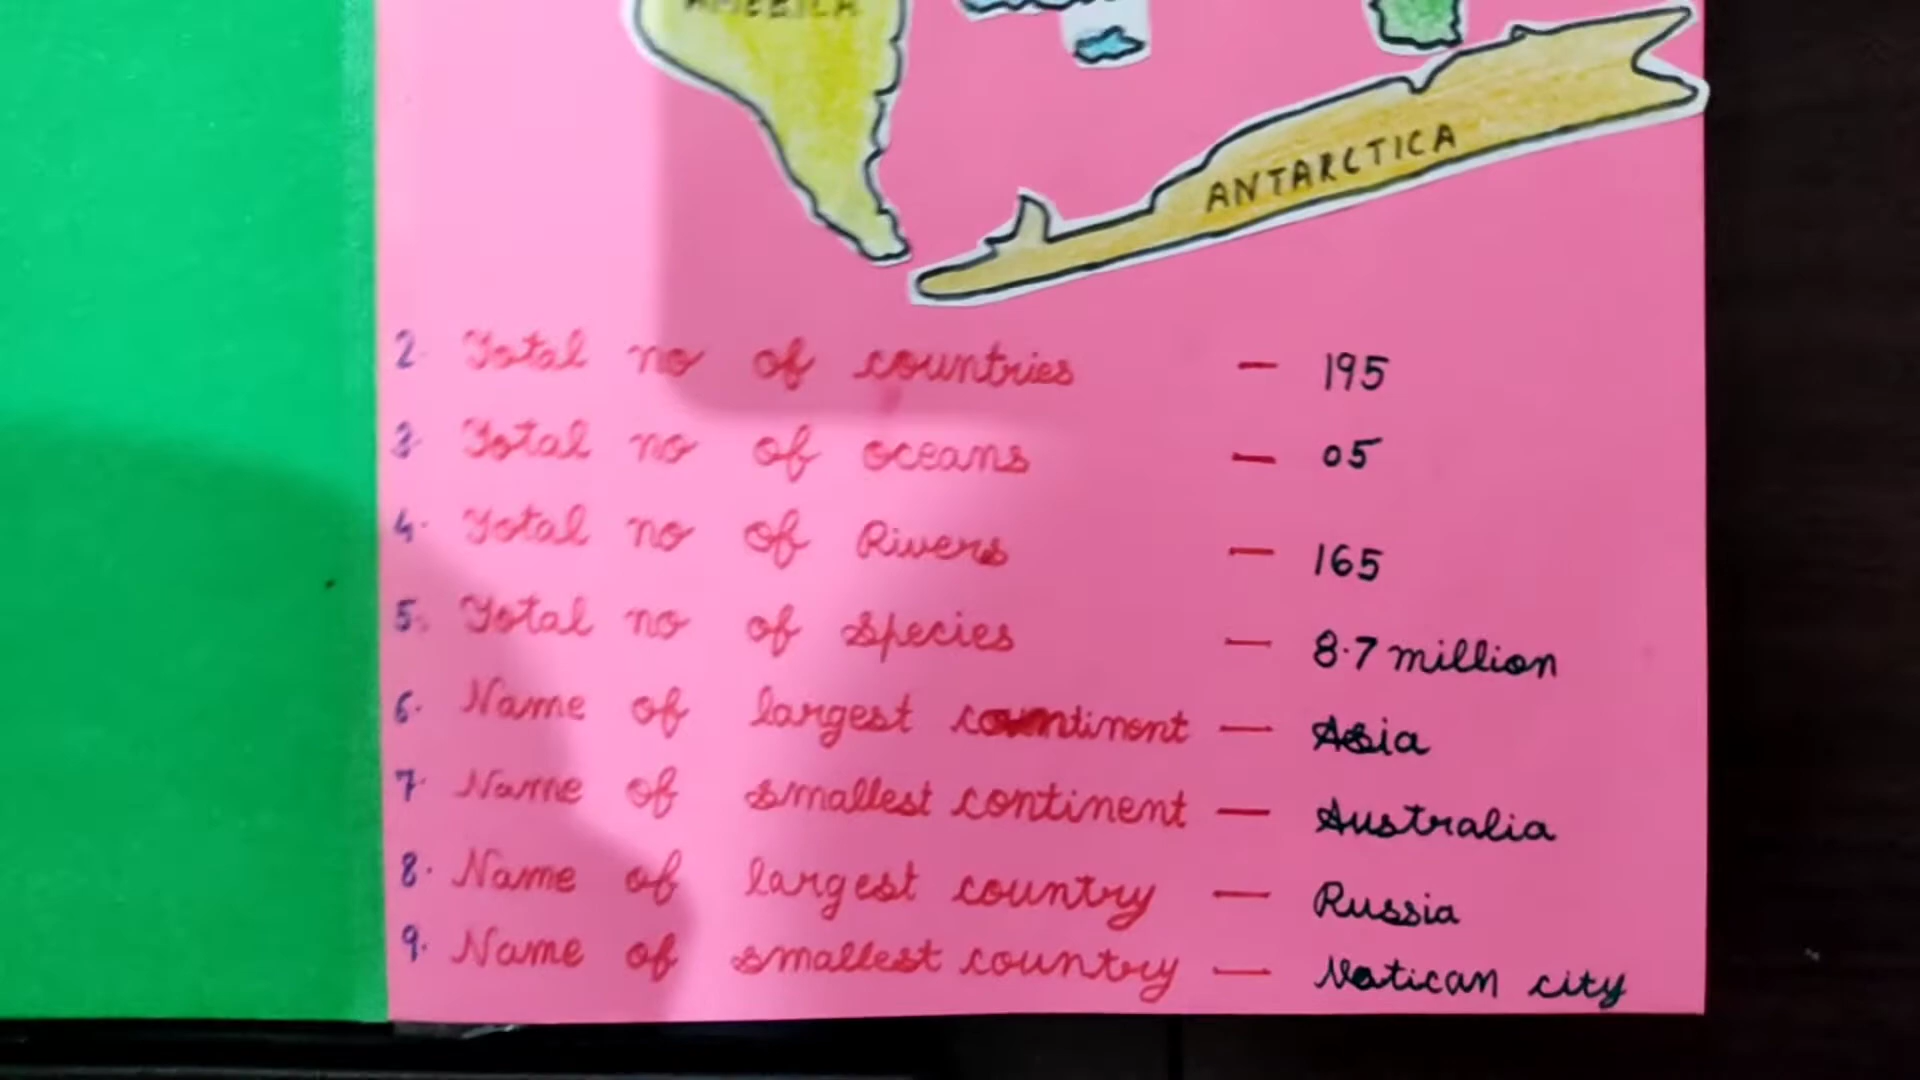 AMERICA
ANTARCTICA
2. Total no of countries — 195
3. Total no of oceans — 05
4. Total no of Rivers — 165
5. Total no of species — 8.7 million
6. Name of largest continent — Asia
7. Name of smallest continent — Australia
8. Name of largest country — Russia
9. Name of smallest country — Vatican city